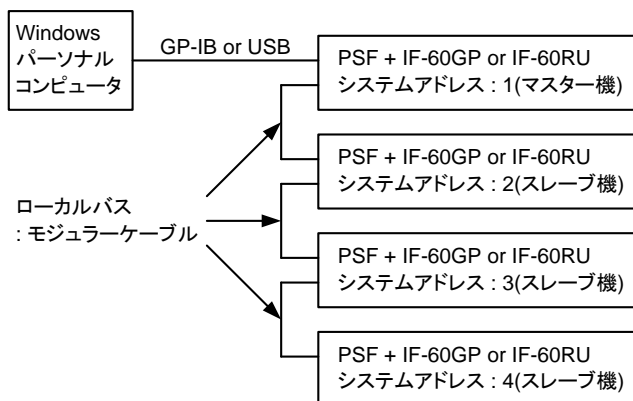 Windows
パーソナル
コンピュータ
GP-IB or USB
PSF + IF-60GP or IF-60RU
システムアドレス : 1(マスター機)
PSF + IF-60GP or IF-60RU
システムアドレス : 2(スレーブ機)
ローカルバス
: モジュラーケーブル
PSF + IF-60GP or IF-60RU
システムアドレス : 3(スレーブ機)
PSF + IF-60GP or IF-60RU
システムアドレス : 4(スレーブ機)